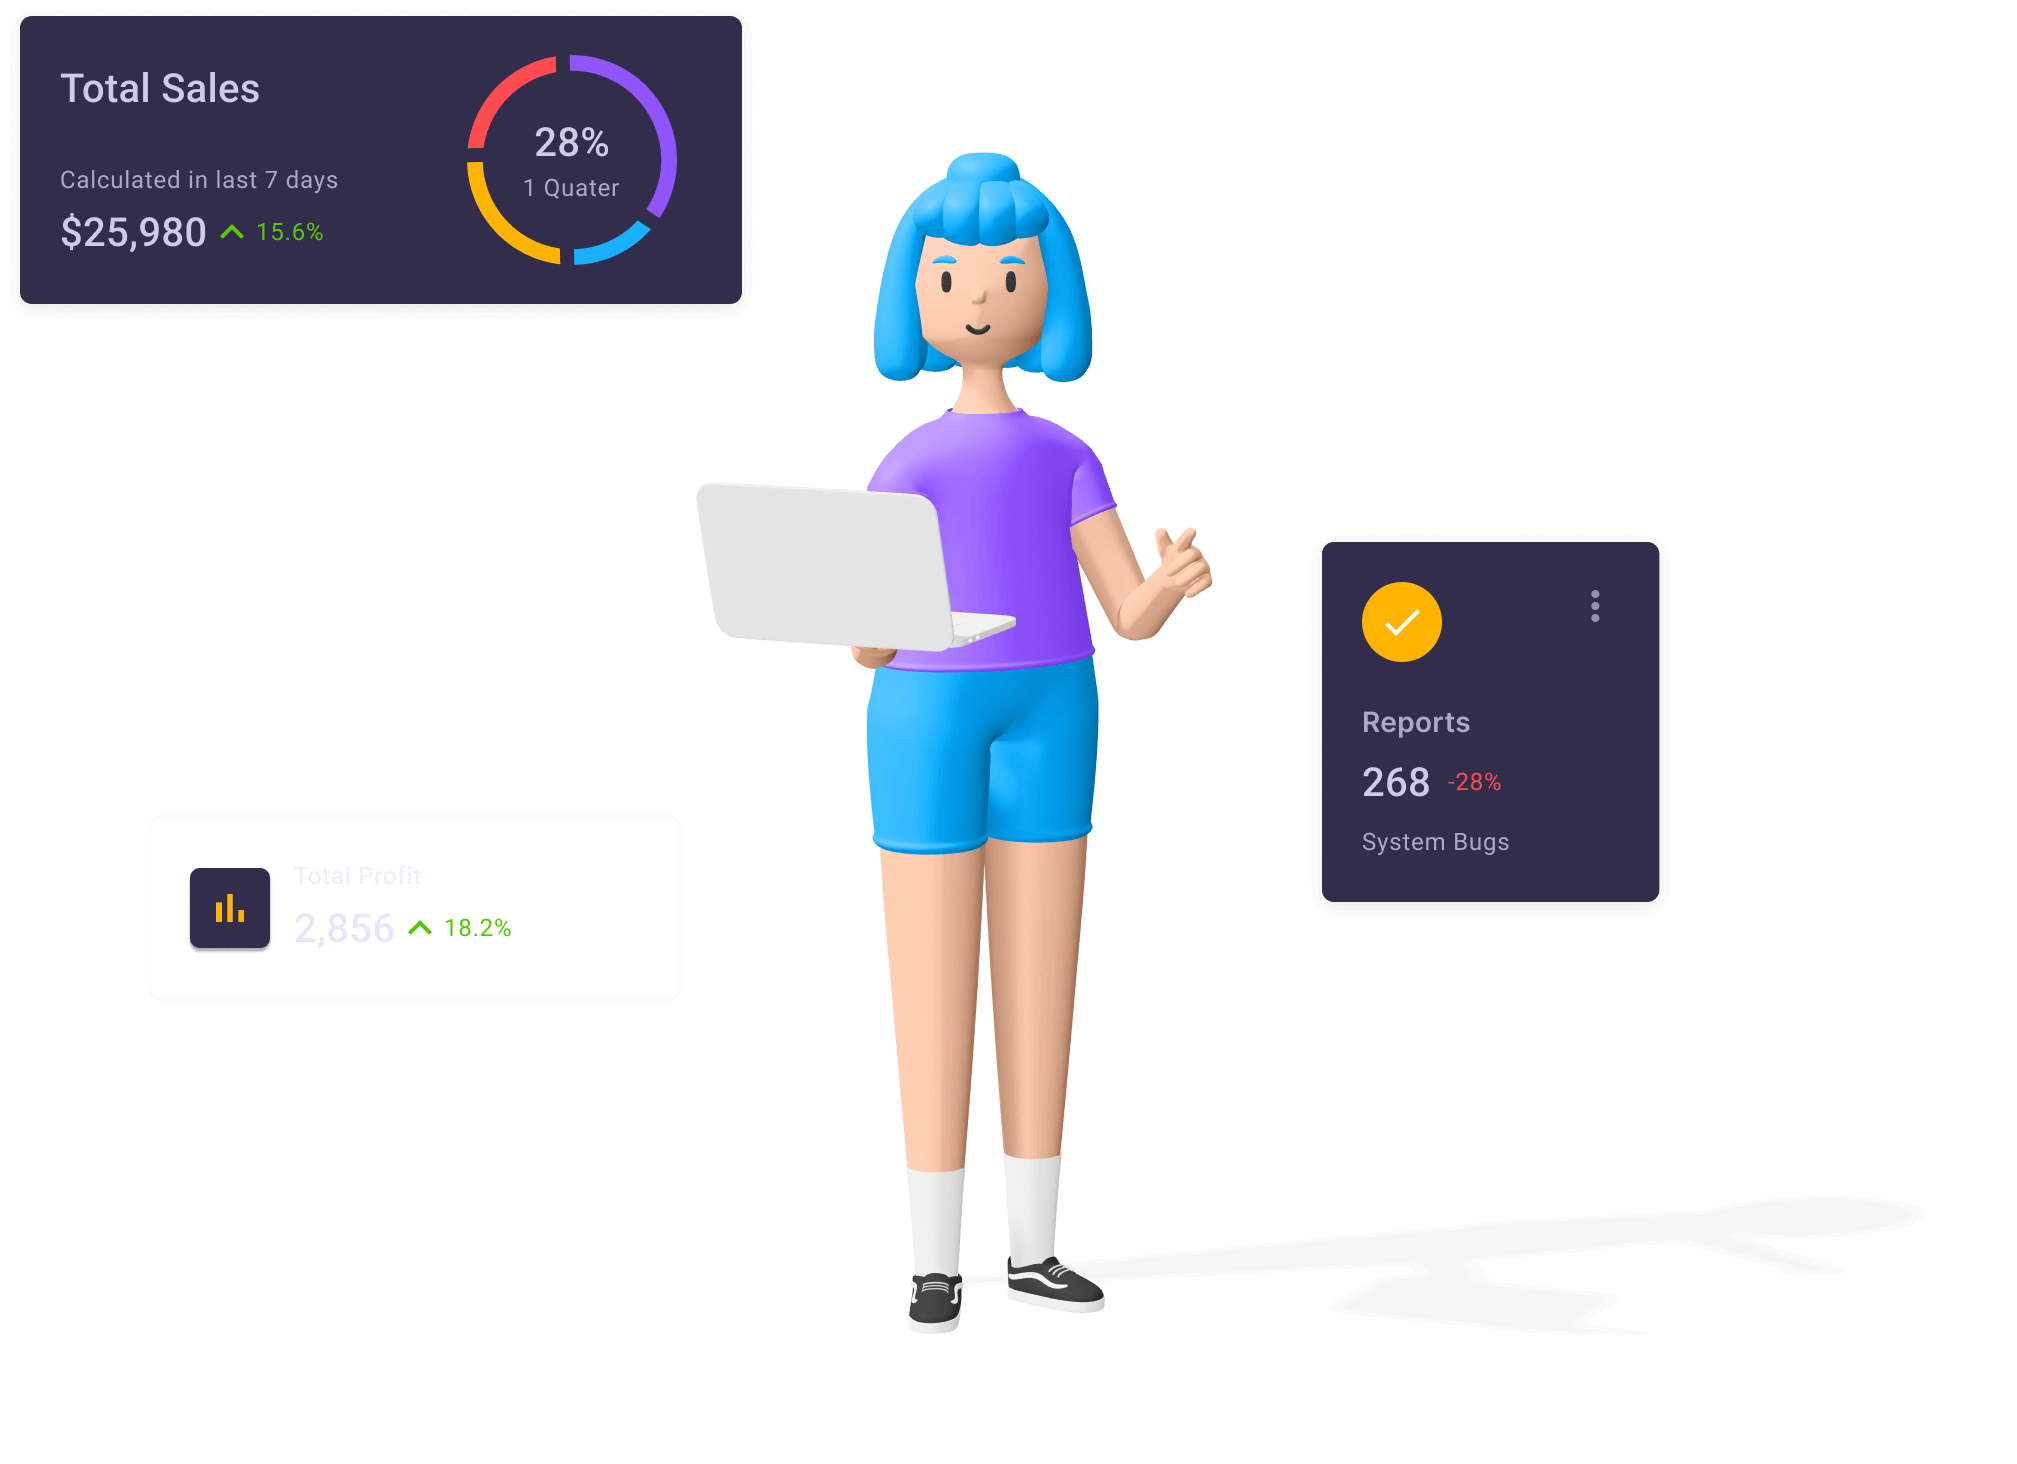 Total Sales
Calculated in last 7 days
$25,980 15.6%
28%
1 Quater
Reports
268 -28%
System Bugs
Total Profit
2,856 18.2%